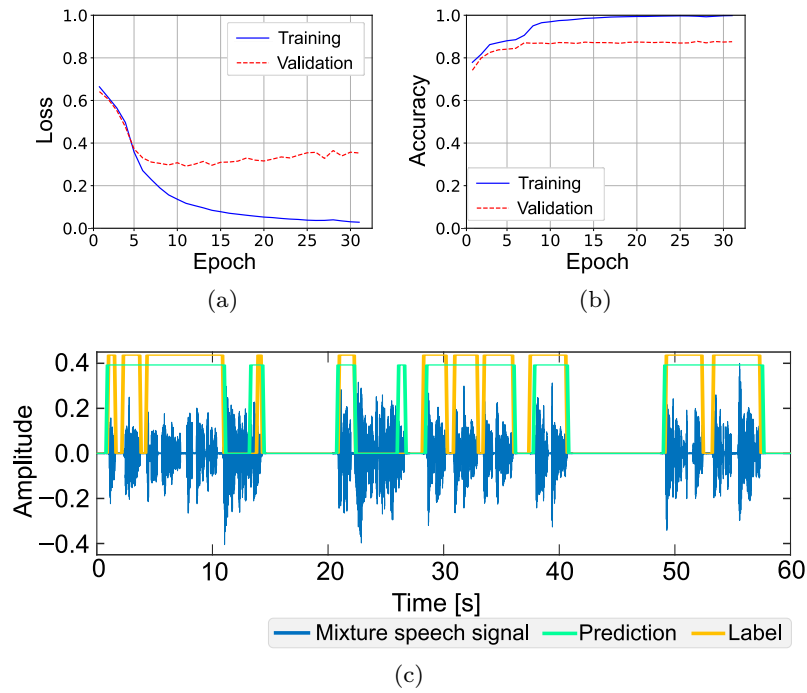 Loss
1.0
0.8
0.6
0.4
0.2
0.0
0 5 10 15 20 25 30
Epoch
Training
Validation
(a)
Accuracy
1.0
0.8
0.6
0.4
0.2
0.0
0 5 10 15 20 25 30
Epoch
Training
Validation
(b)
Amplitude
0.4
0.2
0.0
−0.2
−0.4
0 10 20 30 40 50 60
Time [s]
Mixture speech signal Prediction Label
(c)